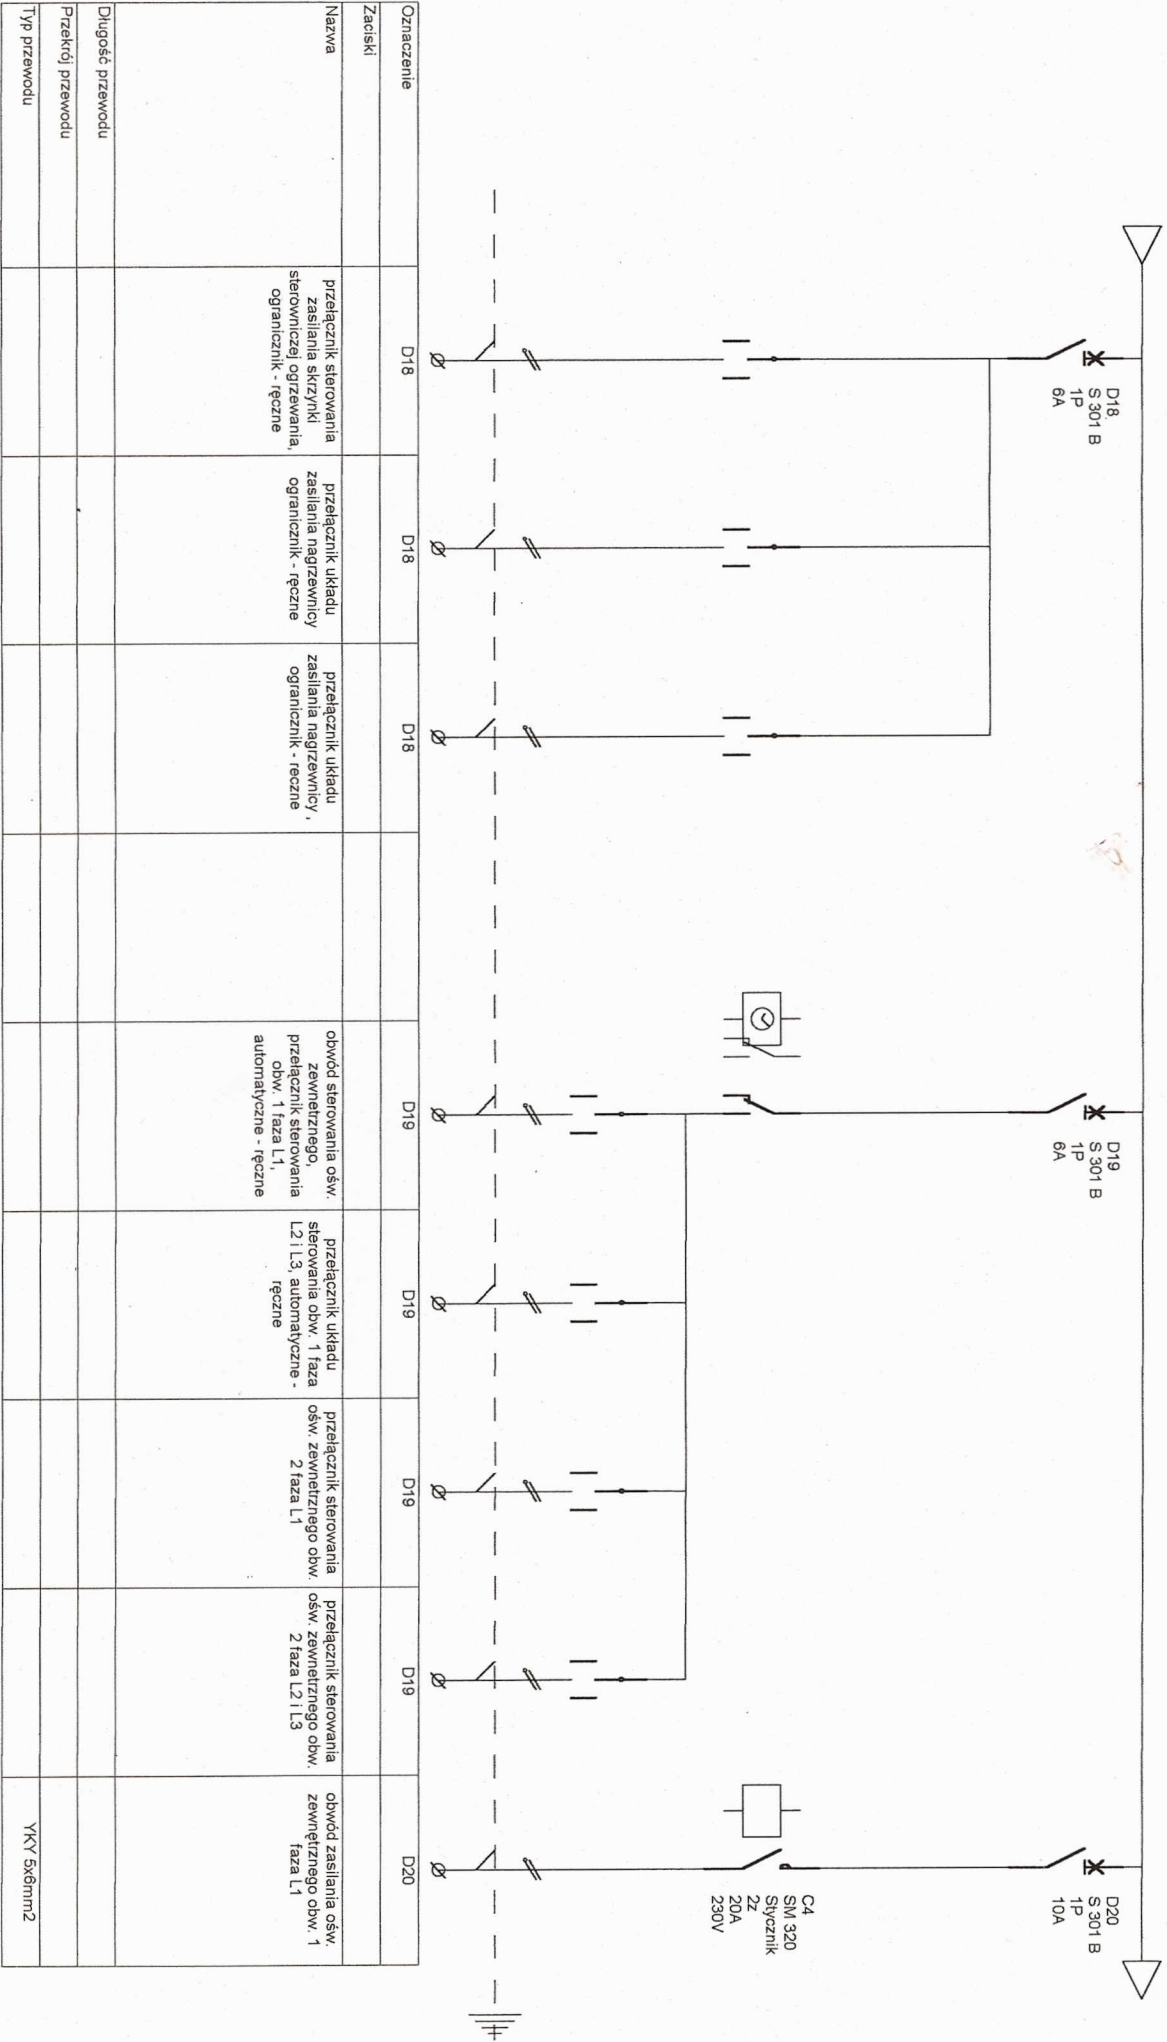 D18
S 301 B
1P
6A
D19
S 301 B
1P
6A
D20
S 301 B
1P
10A
C4
SM 320
Stycznik
2z
20A
230V
Oznaczenie
D18
D18
D18
D19
D19
D19
D19
D20
Zaciski
Nazwa
przełącznik sterowania
zasilania skrzynki
sterowniczej ogrzewania,
ogranicznik - ręczne
przełącznik układu
zasilania nagrzewnicy
ogranicznik - ręczne
przełącznik układu
zasilania nagrzewnicy ,
ogranicznik - reczne
obwód sterowania ośw.
zewnetrznego,
przełącznik sterowania
obw. 1 faza L1,
automatyczne - ręczne
przełącznik układu
sterowania obw. 1 faza
L2 i L3, automatyczne -
ręczne
przełącznik sterowania
ośw. zewnetrznego obw.
2 faza L1
przełącznik sterowania
ośw. zewnetrznego obw.
2 faza L2 i L3
obwód zasilania ośw.
zewnętrznego obw. 1
faza L1
Długość przewodu
Przekrój przewodu
Typ przewodu
YKY 5x6mm2